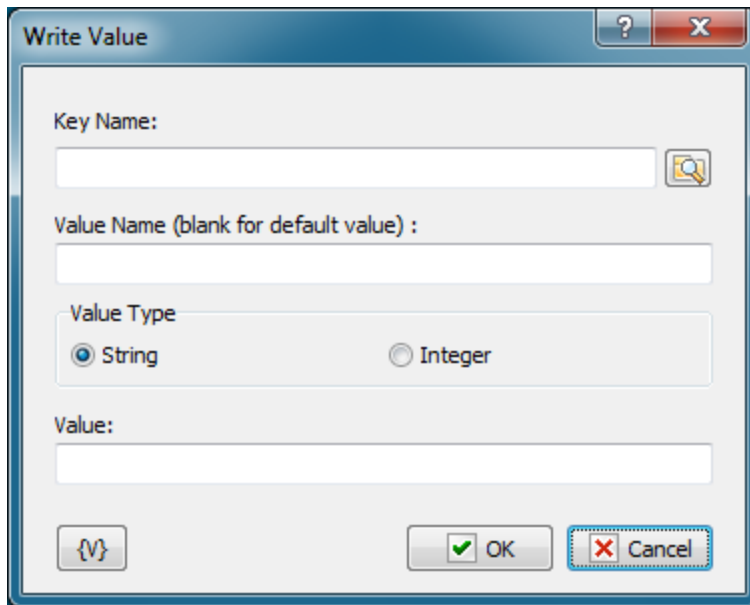 Write Value
?
Key Name:
Value Name (blank for default value) :
Value Type
String
Integer
Value:
{V}
OK
Cancel